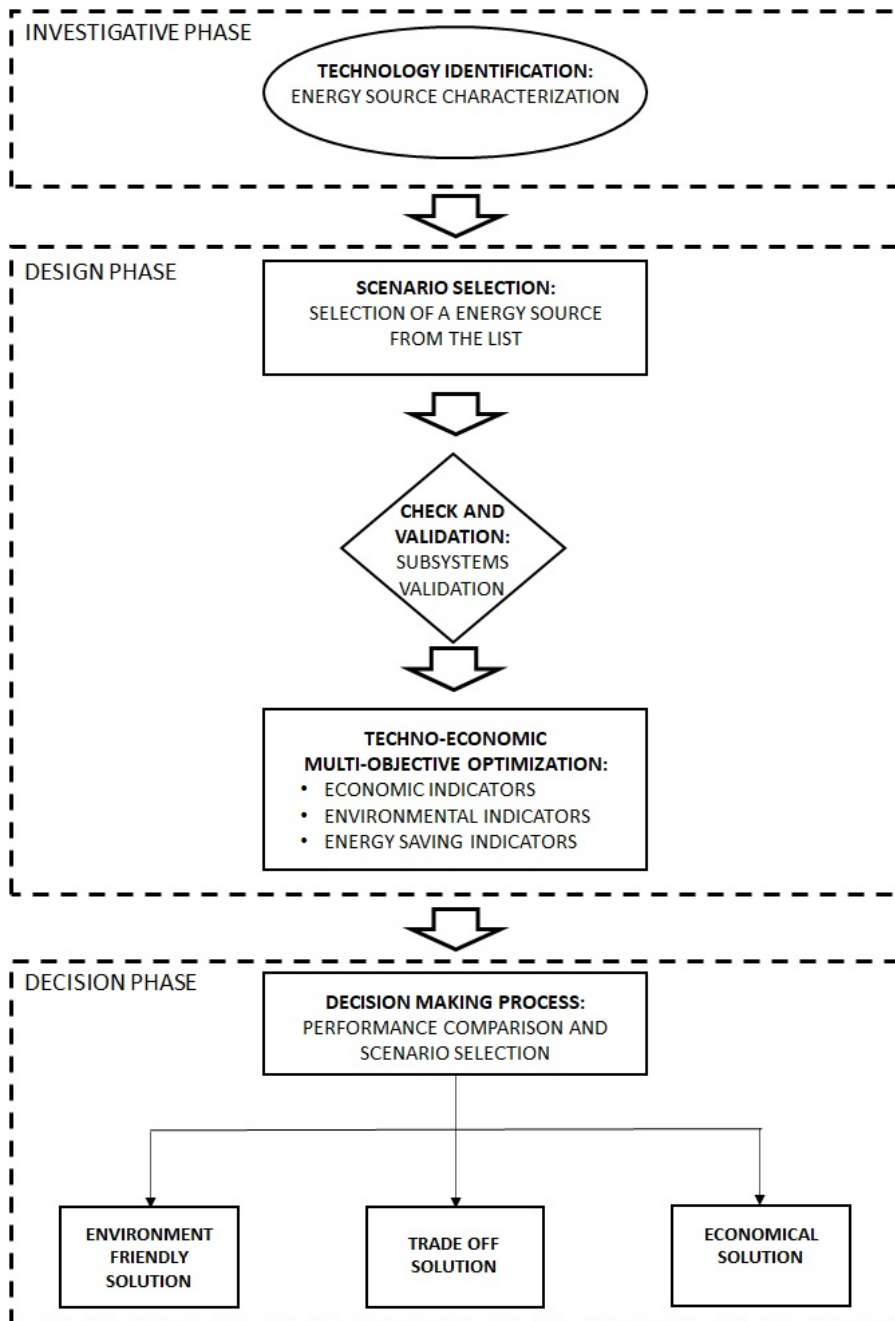 INVESTIGATIVE PHASE
TECHNOLOGY IDENTIFICATION:
ENERGY SOURCE CHARACTERIZATION
DESIGN PHASE
SCENARIO SELECTION:
SELECTION OF A ENERGY SOURCE
FROM THE LIST
CHECK AND
VALIDATION:
SUBSYSTEMS
VALIDATION
TECHNO-ECONOMIC
MULTI-OBJECTIVE OPTIMIZATION:
• ECONOMIC INDICATORS
• ENVIRONMENTAL INDICATORS
• ENERGY SAVING INDICATORS
DECISION PHASE
DECISION MAKING PROCESS:
PERFORMANCE COMPARISON AND
SCENARIO SELECTION
ENVIRONMENT
FRIENDLY
SOLUTION
TRADE OFF
SOLUTION
ECONOMICAL
SOLUTION